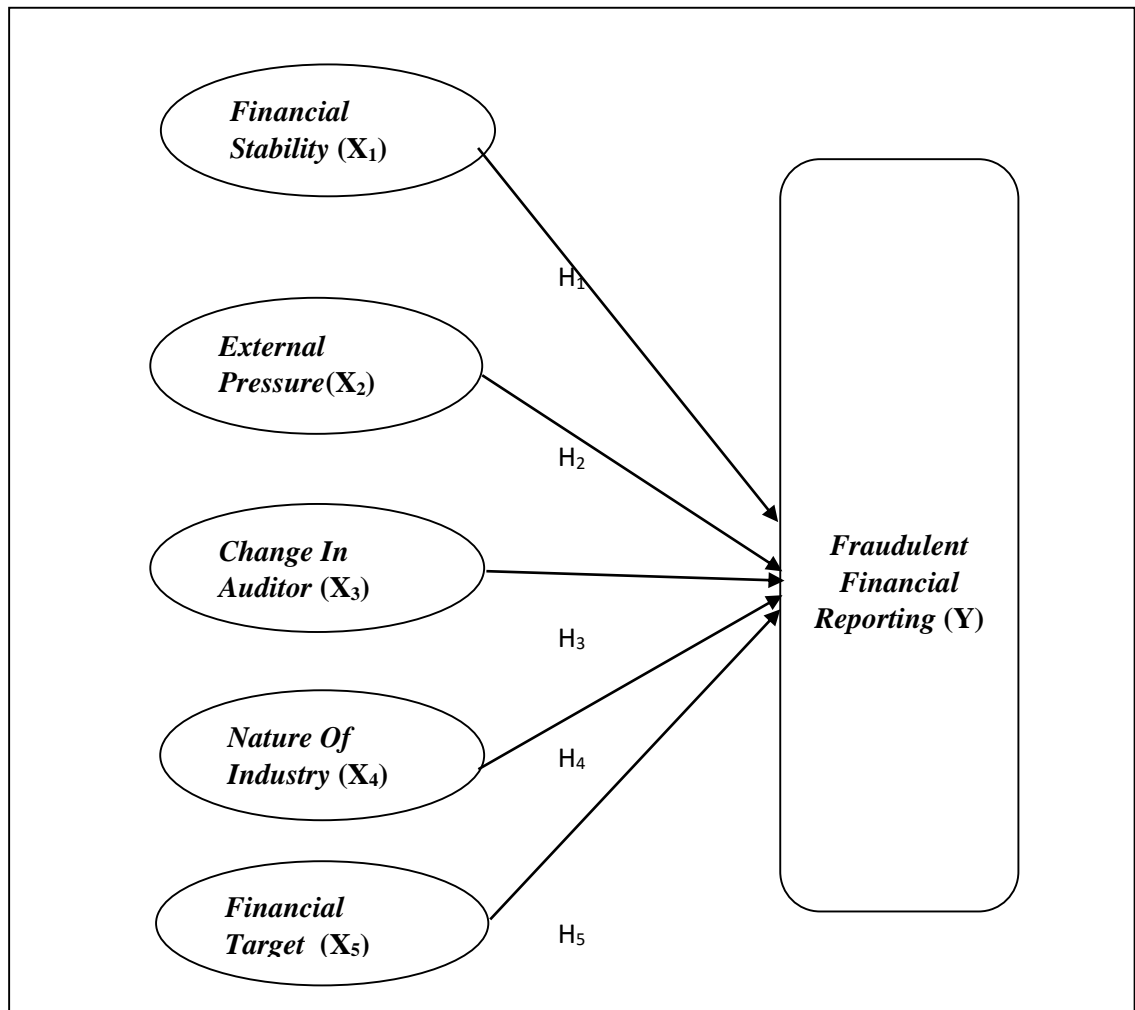 Financial
Stability (X₁)
H₁
External
Pressure(X₂)
H₂
Change In
Auditor (X₃)
Fraudulent
Financial
Reporting (Y)
H₃
Nature Of
Industry (X₄)
H₄
Financial
Target (X₅)
H₅